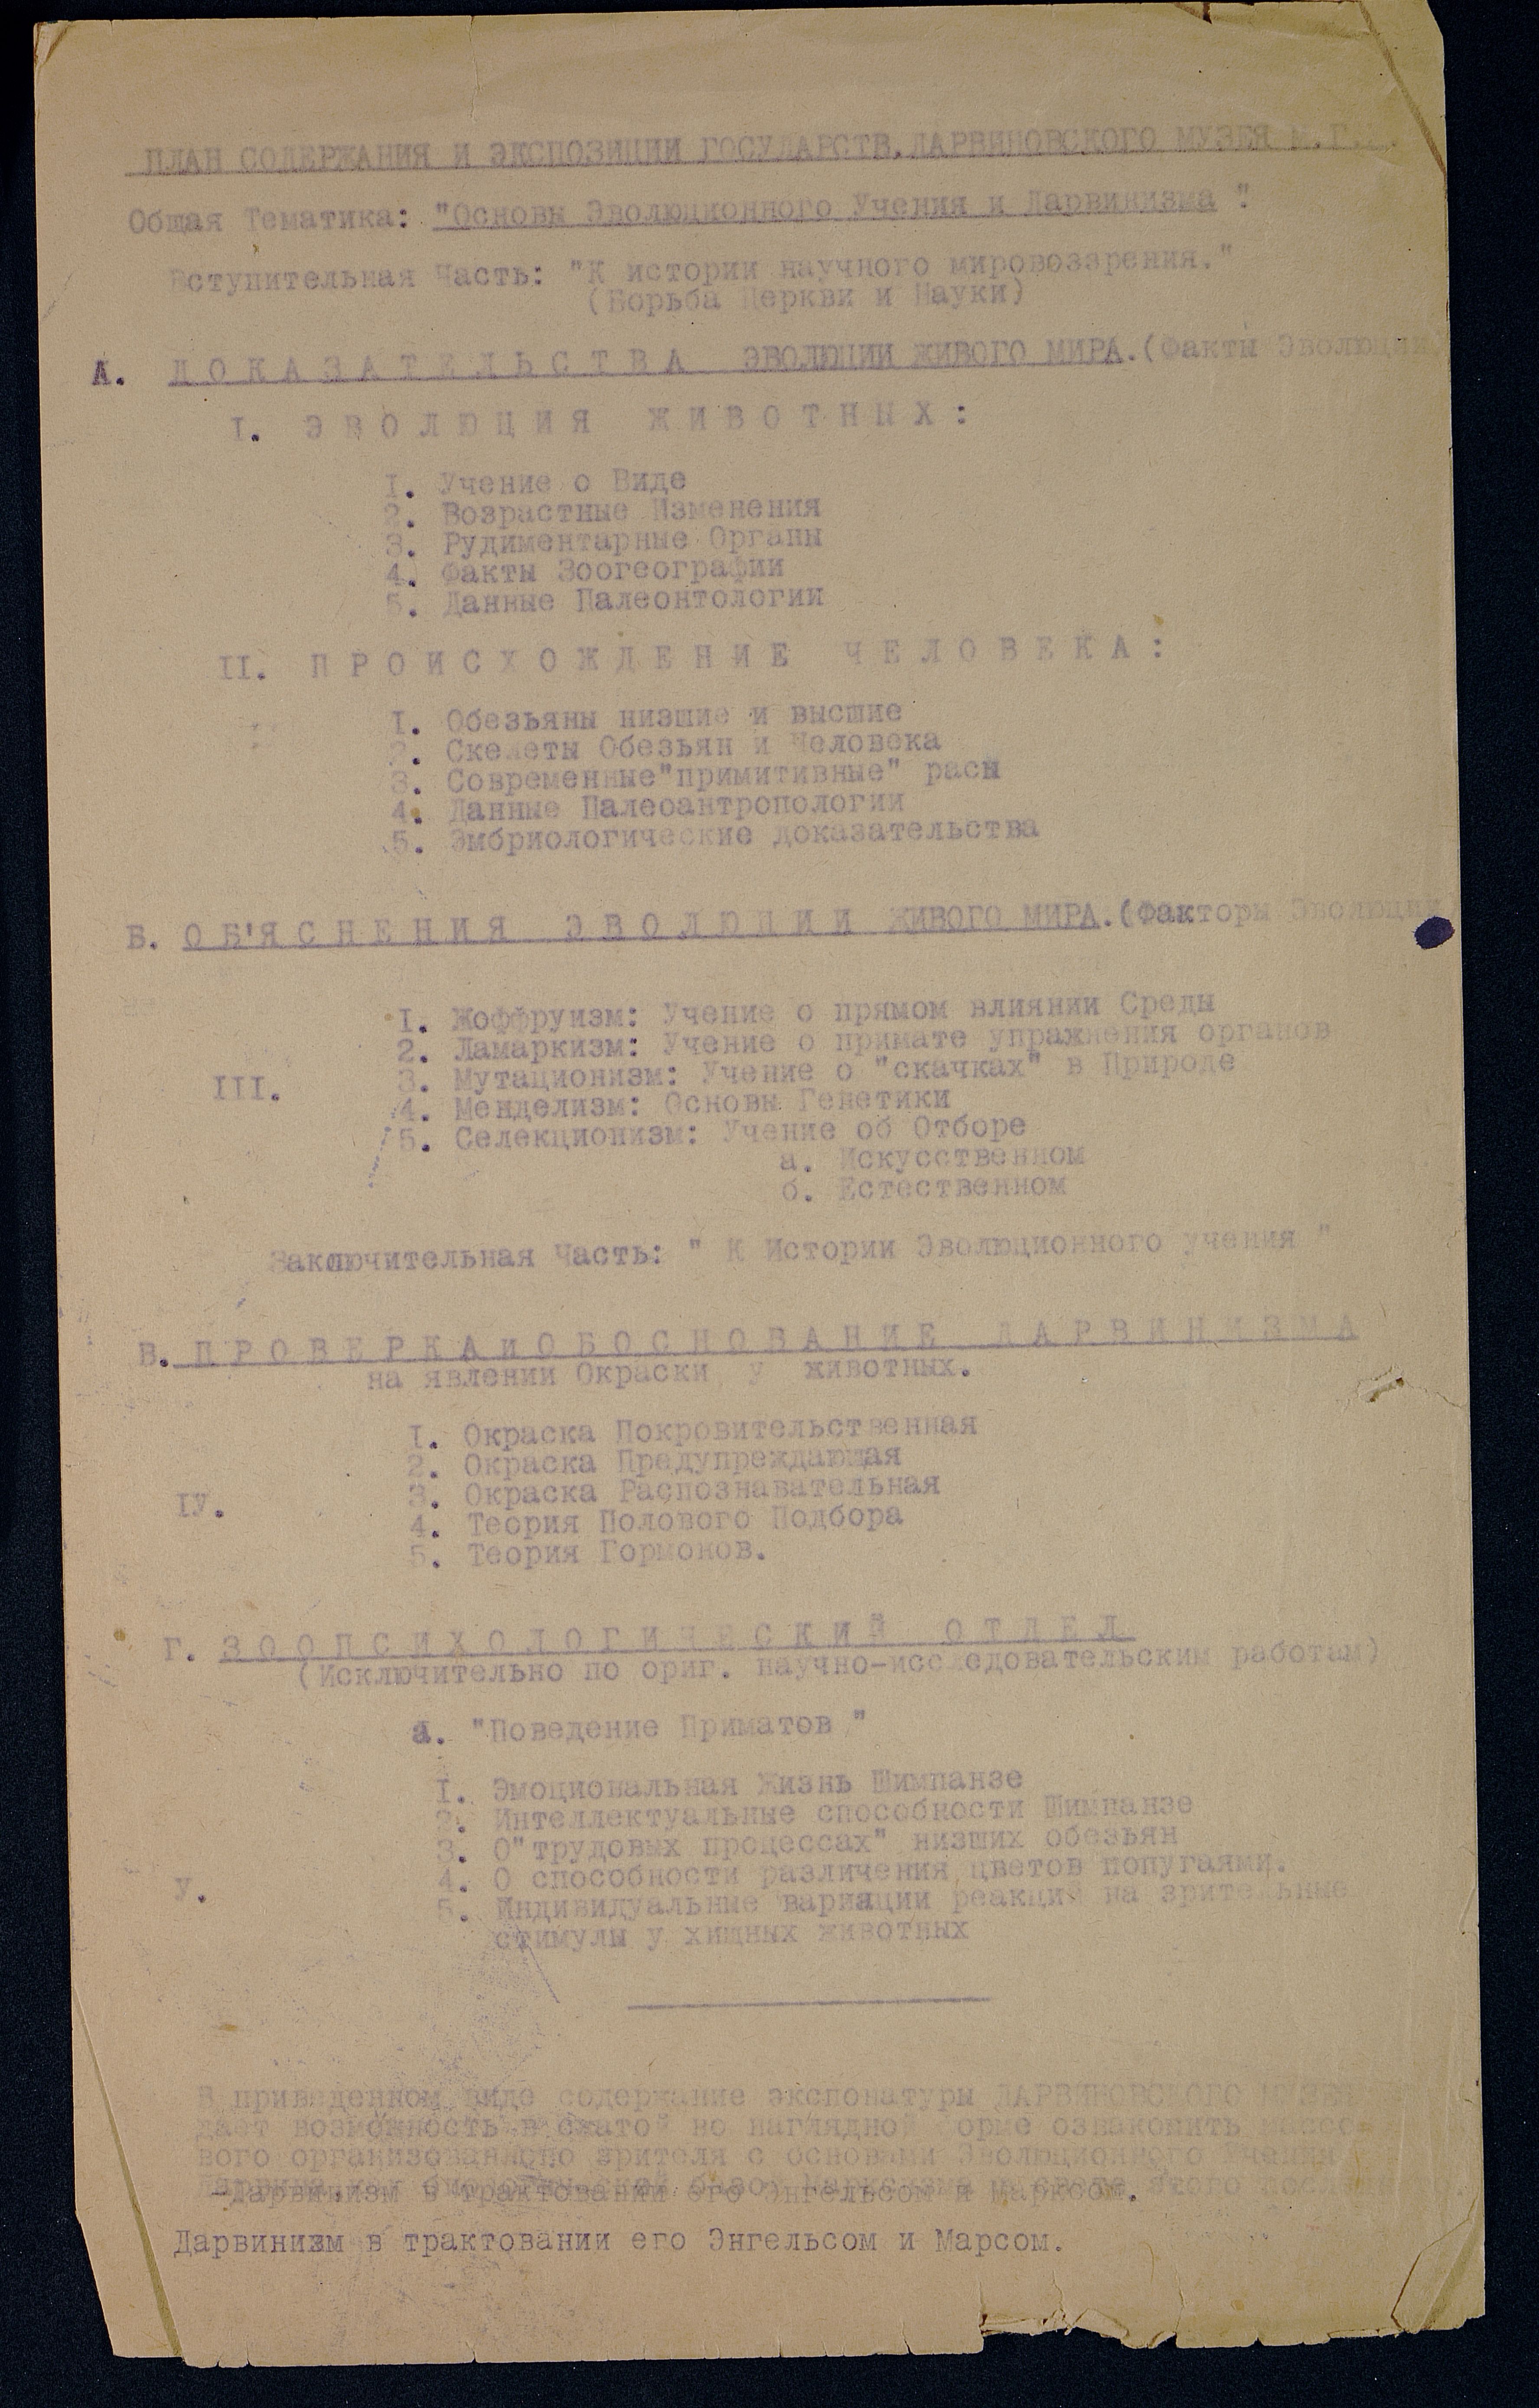 ПЛАН СОДЕРЖАНИЯ И ЭКСПОЗИЦИИ ГОСУДАРСТВ.ДАРВИНОВСКОГО МУЗЕЯ
Общая Тематика: "Основы Эволюционного Учения и Дарвинизма "
Вступительная Часть: "К истории научного мировоззрения."
(Борьба Церкви и Науки)
А. ДОКАЗАТЕЛЬСТВА ЭВОЛЮЦИИ ЖИВОГО МИРА.(Факты Эволюции)
I. ЭВОЛЮЦИЯ ЖИВОТНЫХ:
I. Учение о Виде
2. Возрастные Изменения
3. Рудиментарные Органы
4. Факты Зоогеографии
5. Данные Палеонтологии
II. ПРОИСХОЖДЕНИЕ ЧЕЛОВЕКА:
I. Обезьяны низшие и высшие
2. Скелеты Обезьян и Человека
3. Современные"примитивные" расы
4. Данные Палеоантропологии
5. Эмбриологические доказательства
Б. ОБ'ЯСНЕНИЯ ЭВОЛЮЦИИ ЖИВОГО МИРА.(Факторы Эволюции
I. Жоффруизм: Учение о прямом влиянии Среды
2. Ламаркизм: Учение о примате упражнения органов
III. 3. Мутационизм: Учение о "скачках" в Природе
4. Менделизм: Основы Генетики
5. Селекционизм: Учение об Отборе
а. Искусственном
б. Естественном
Заключительная Часть: " К Истории Эволюционного учения "
В. ПРОВЕРКА И ОБОСНОВАНИЕ ДАРВИНИЗМА
на явлении Окраски у животных.
I. Окраска Покровительственная
2. Окраска Предупреждающая
IУ. 3. Окраска Распознавательная
4. Теория Полового Подбора
5. Теория Гормонов.
Г. ЗООПСИХОЛОГИЧЕСКИЙ ОТДЕЛ
(Исключительно по ориг. научно-исследовательским работам)
а. "Поведение Приматов "
I. Эмоциональная Жизнь Шимпанзе
2. Интеллектуальные способности Шимпанзе
3. О"трудовых процессах" низших обезьян
У. 4. О способности различения цветов попугаями.
5. Индивидуальные вариации реакций на зрительные
стимулы у хищных животных
В приведенном виде содержание экспонатуры ДАРВИНОВСКОГО МУЗЕЯ
дает возможность в сжатой но наглядной форме ознакомить массо-
вого организованного зрителя с основами Эволюционного Учения
-Дарвинизм в трактовании его Энгельсом и Марксом.
Дарвинизм в трактовании его Энгельсом и Марсом.